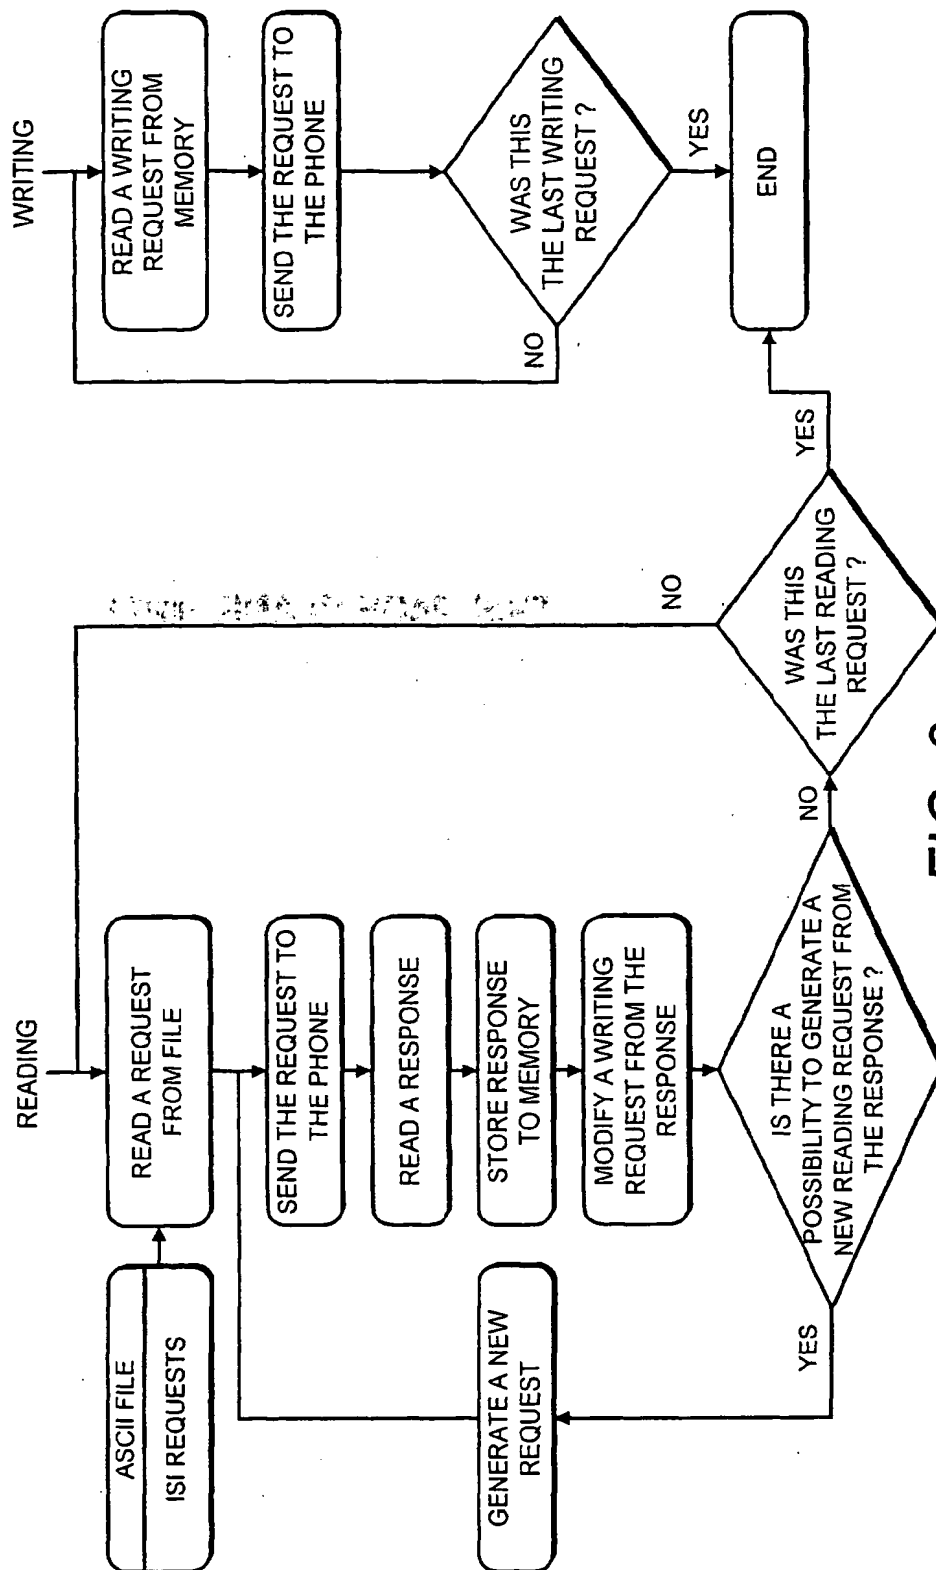 READING
ASCII FILE
ISI REQUESTS
READ A REQUEST
FROM FILE
SEND THE REQUEST TO
THE PHONE
READ A RESPONSE
STORE RESPONSE
TO MEMORY
MODIFY A WRITING
REQUEST FROM THE
RESPONSE
GENERATE A NEW
REQUEST
IS THERE A
POSSIBILITY TO GENERATE A
NEW READING REQUEST FROM
THE RESPONSE ?
YES
NO
WAS THIS
THE LAST READING
REQUEST ?
NO
YES
WRITING
READ A WRITING
REQUEST FROM
MEMORY
SEND THE REQUEST TO
THE PHONE
WAS THIS
THE LAST WRITING
REQUEST ?
NO
YES
END
FIG.